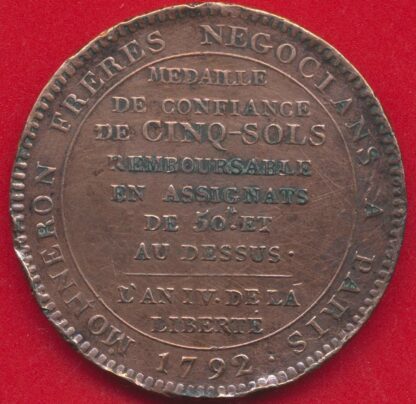 MONNERON FRERES NEGOCIANS A PARIS
1792.
MEDAILLE
DE CONFIANCE
DE CINQ-SOLS
REMBOURSABLE
EN ASSIGNATS
DE 50ᵗ ET
AU DESSUS.
L'AN IV. DE LA
LIBERTE